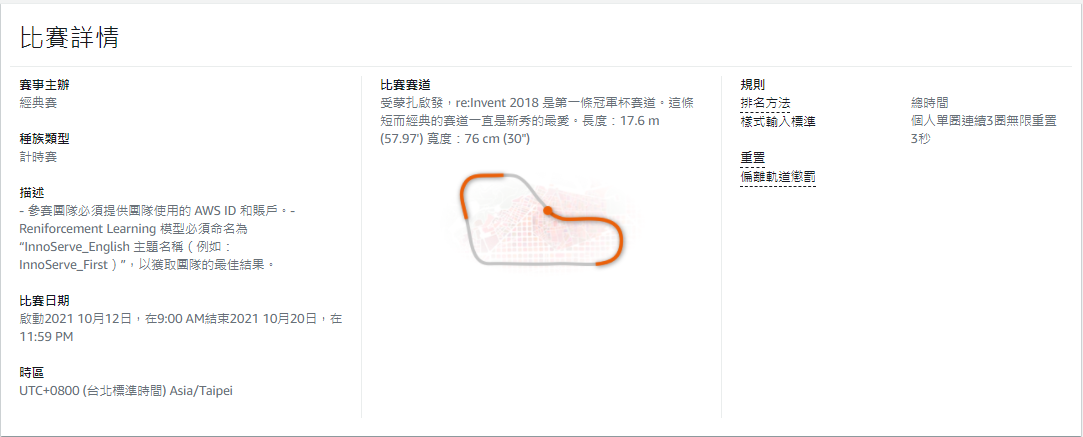 比賽詳情
賽事主辦
經典賽
種族類型
計時賽
描述
- 參賽團隊必須提供團隊使用的 AWS ID 和賬戶。-
Reniforcement Learning 模型必須命名為
“InnoServe_English 主題名稱（例如：
InnoServe_First）”，以獲取團隊的最佳結果。
比賽日期
啟動2021 10月12日，在9:00 AM結束2021 10月20日，在
11:59 PM
時區
UTC+0800 (台北標準時間) Asia/Taipei
比賽賽道
受蒙扎啟發，re:Invent 2018 是第一條冠軍杯賽道。這條
短而經典的賽道一直是新秀的最愛。長度：17.6 m
(57.97') 寬度：76 cm (30")
規則
排名方法 總時間
樣式輸入標準 個人單圈連續3圈無限重置
3秒
重置
偏離軌道懲罰